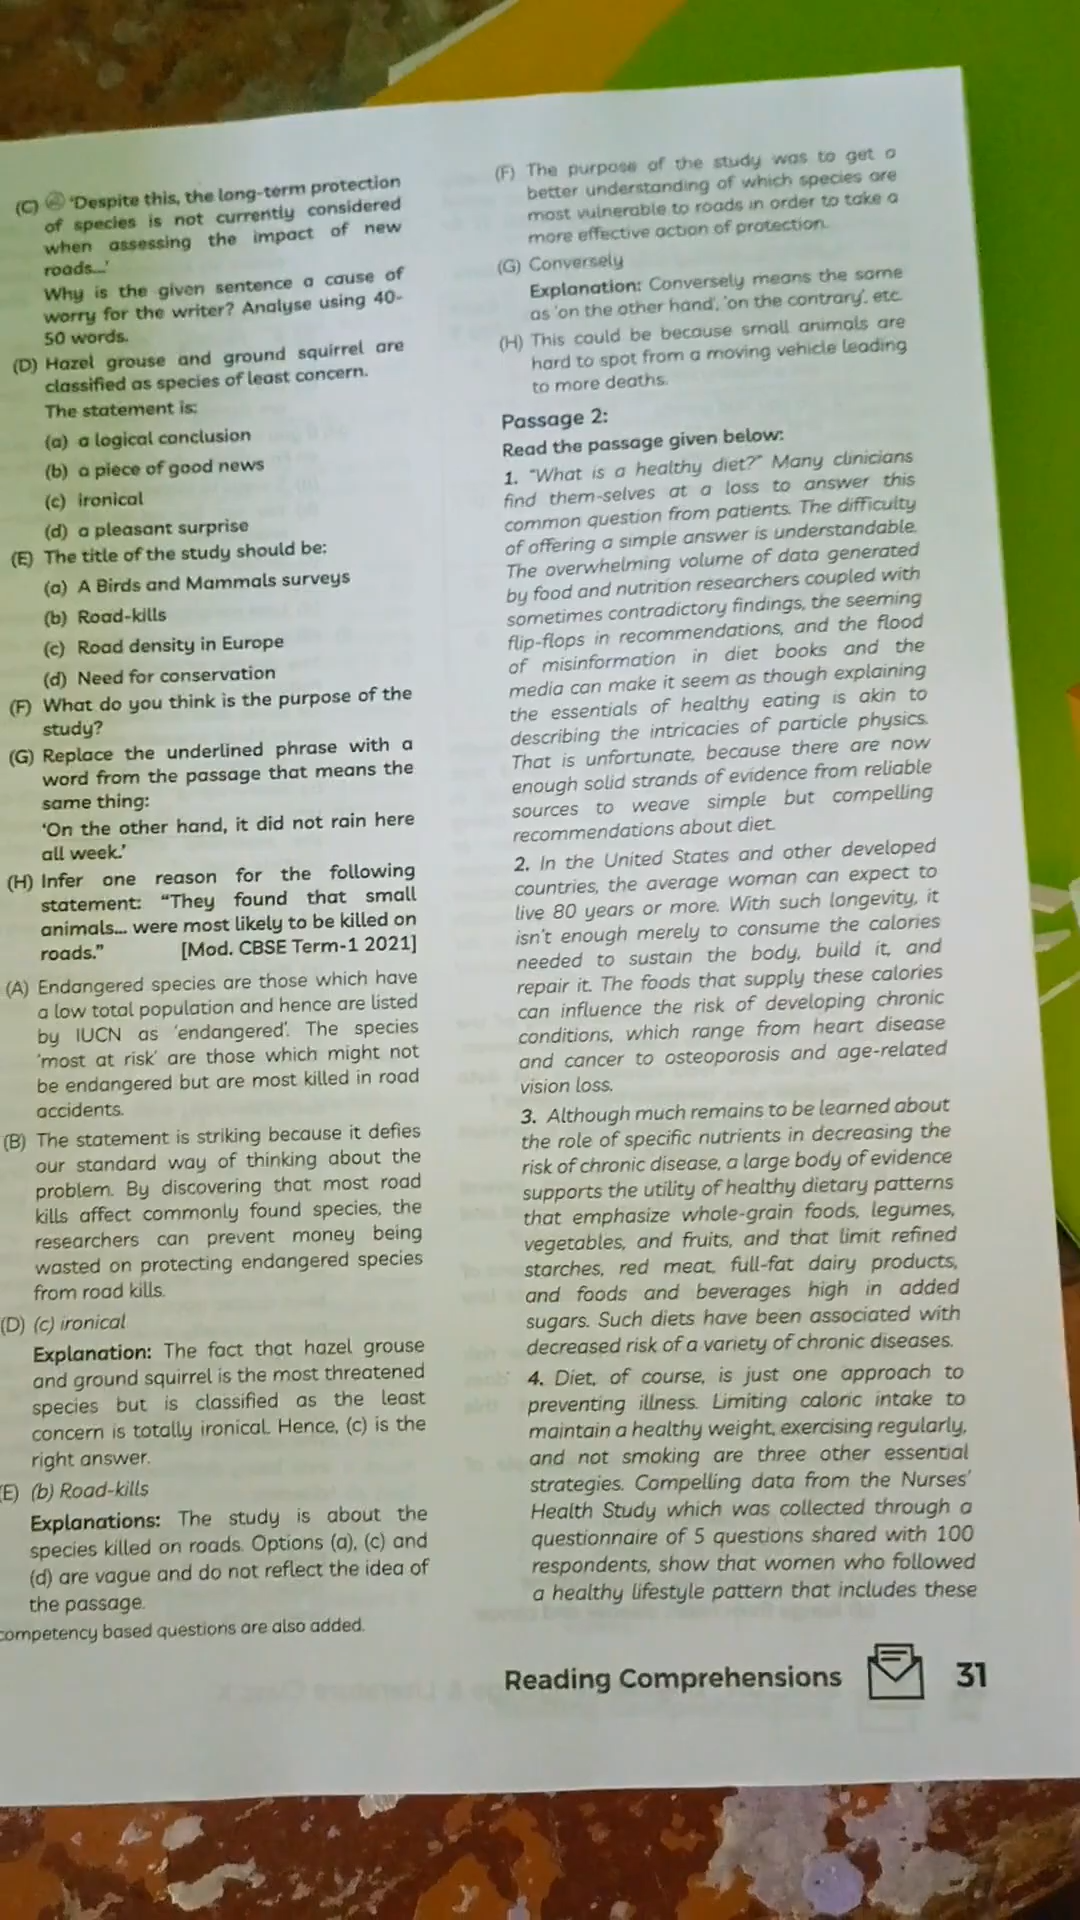 (C) 'Despite this, the long-term protection
of species is not currently considered
when assessing the impact of new
roads...'
Why is the given sentence a cause of
worry for the writer? Analyse using 40-
50 words.
(D) Hazel grouse and ground squirrel are
classified as species of least concern.
The statement is:
(a) a logical conclusion
(b) a piece of good news
(c) ironical
(d) a pleasant surprise
(E) The title of the study should be:
(a) A Birds and Mammals surveys
(b) Road-kills
(c) Road density in Europe
(d) Need for conservation
(F) What do you think is the purpose of the
study?
(G) Replace the underlined phrase with a
word from the passage that means the
same thing:
'On the other hand, it did not rain here
all week.'
(H) Infer one reason for the following
statement: "They found that small
animals... were most likely to be killed on
roads." [Mod. CBSE Term-1 2021]
(A) Endangered species are those which have
a low total population and hence are listed
by IUCN as 'endangered'. The species
'most at risk' are those which might not
be endangered but are most killed in road
accidents.
(B) The statement is striking because it defies
our standard way of thinking about the
problem. By discovering that most road
kills affect commonly found species, the
researchers can prevent money being
wasted on protecting endangered species
from road kills.
(D) (c) ironical
Explanation: The fact that hazel grouse
and ground squirrel is the most threatened
species but is classified as the least
concern is totally ironical. Hence, (c) is the
right answer.
E) (b) Road-kills
Explanations: The study is about the
species killed on roads. Options (a), (c) and
(d) are vague and do not reflect the idea of
the passage.
competency based questions are also added.
(F) The purpose of the study was to get a
better understanding of which species are
most vulnerable to roads in order to take a
more effective action of protection.
(G) Conversely
Explanation: Conversely means the same
as 'on the other hand', 'on the contrary', etc.
(H) This could be because small animals are
hard to spot from a moving vehicle leading
to more deaths.
Passage 2:
Read the passage given below:
1. "What is a healthy diet?" Many clinicians
find them-selves at a loss to answer this
common question from patients. The difficulty
of offering a simple answer is understandable.
The overwhelming volume of data generated
by food and nutrition researchers coupled with
sometimes contradictory findings, the seeming
flip-flops in recommendations, and the flood
of misinformation in diet books and the
media can make it seem as though explaining
the essentials of healthy eating is akin to
describing the intricacies of particle physics.
That is unfortunate, because there are now
enough solid strands of evidence from reliable
sources to weave simple but compelling
recommendations about diet.
2. In the United States and other developed
countries, the average woman can expect to
live 80 years or more. With such longevity, it
isn't enough merely to consume the calories
needed to sustain the body, build it, and
repair it. The foods that supply these calories
can influence the risk of developing chronic
conditions, which range from heart disease
and cancer to osteoporosis and age-related
vision loss.
3. Although much remains to be learned about
the role of specific nutrients in decreasing the
risk of chronic disease, a large body of evidence
supports the utility of healthy dietary patterns
that emphasize whole-grain foods, legumes,
vegetables, and fruits, and that limit refined
starches, red meat, full-fat dairy products,
and foods and beverages high in added
sugars. Such diets have been associated with
decreased risk of a variety of chronic diseases.
4. Diet, of course, is just one approach to
preventing illness. Limiting caloric intake to
maintain a healthy weight, exercising regularly,
and not smoking are three other essential
strategies. Compelling data from the Nurses'
Health Study which was collected through a
questionnaire of 5 questions shared with 100
respondents, show that women who followed
a healthy lifestyle pattern that includes these
Reading Comprehensions 31